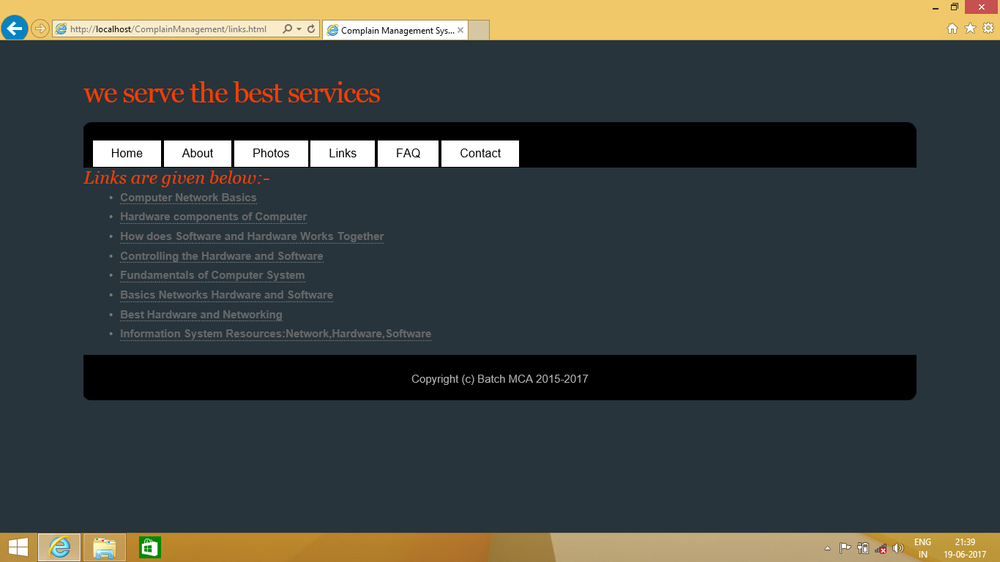 http://localhost/ComplainManagement/links.html
Complain Management Sys...
we serve the best services
Home
About
Photos
Links
FAQ
Contact
Links are given below:-
• Computer Network Basics
• Hardware components of Computer
• How does Software and Hardware Works Together
• Controlling the Hardware and Software
• Fundamentals of Computer System
• Basics Networks Hardware and Software
• Best Hardware and Networking
• Information System Resources:Network,Hardware,Software
Copyright (c) Batch MCA 2015-2017
ENG
IN
21:39
19-06-2017